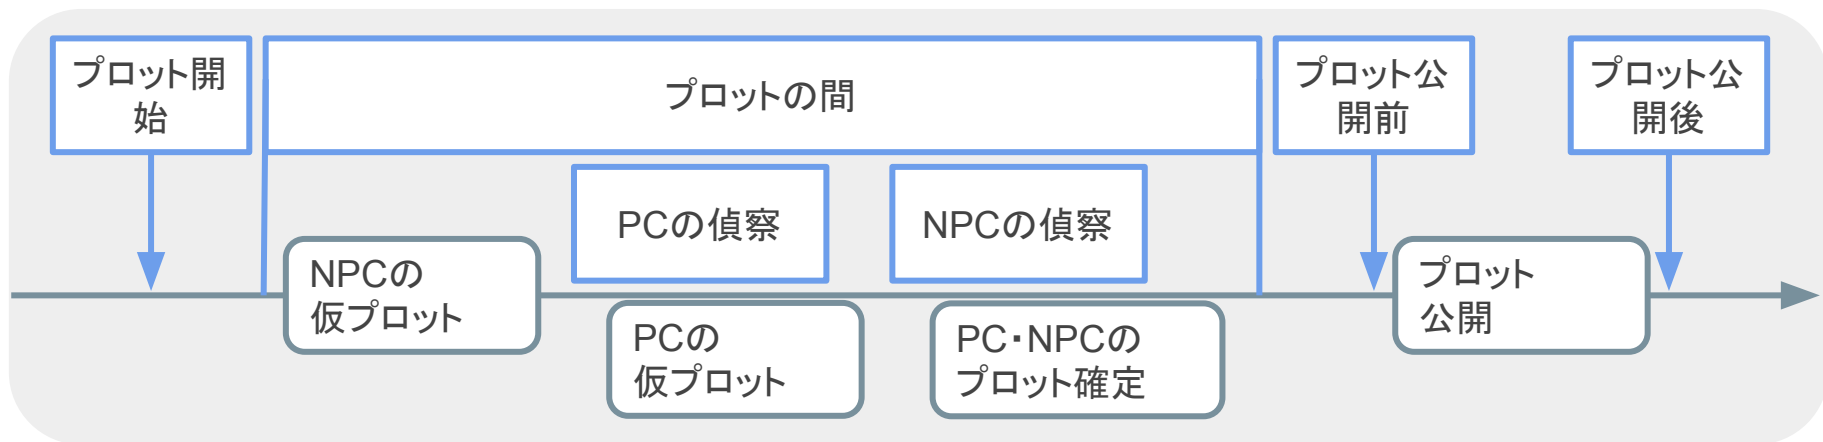 プロット開
始
プロットの間
プロット公
開前
プロット公
開後
PCの偵察
NPCの偵察
NPCの
仮プロット
PCの
仮プロット
PC・NPCの
プロット確定
プロット
公開